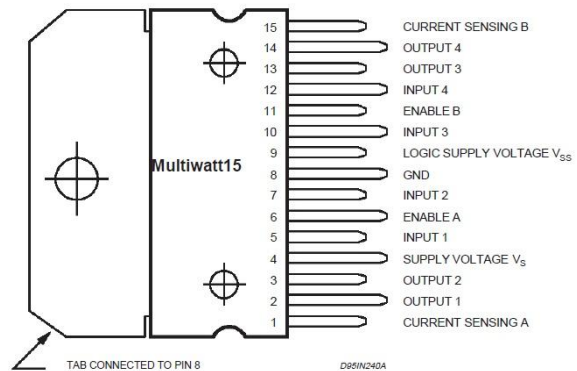 15 CURRENT SENSING B
14 OUTPUT 4
13 OUTPUT 3
12 INPUT 4
11 ENABLE B
10 INPUT 3
9 LOGIC SUPPLY VOLTAGE VSS
8 GND
Multiwatt15
7 INPUT 2
6 ENABLE A
5 INPUT 1
4 SUPPLY VOLTAGE VS
3 OUTPUT 2
2 OUTPUT 1
1 CURRENT SENSING A
TAB CONNECTED TO PIN 8
D95IN240A